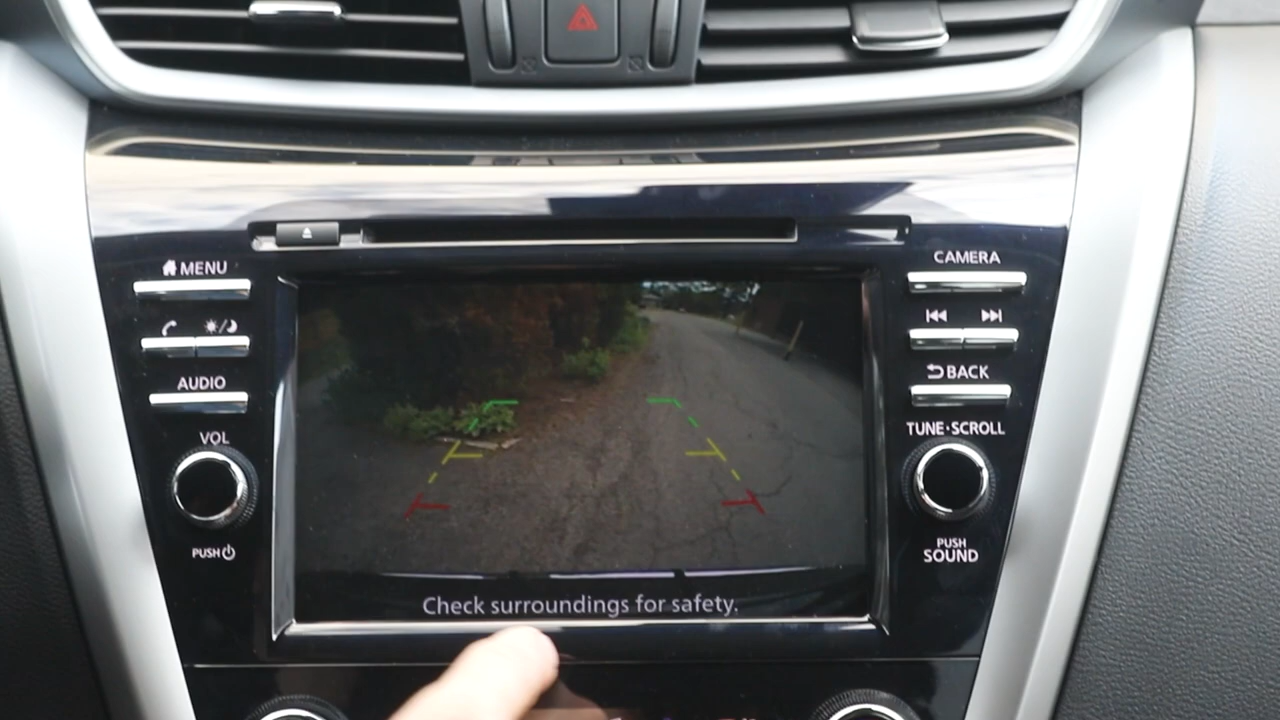 MENU
AUDIO
VOL
PUSH
CAMERA
BACK
TUNE·SCROLL
PUSH
SOUND
Check surroundings for safety.